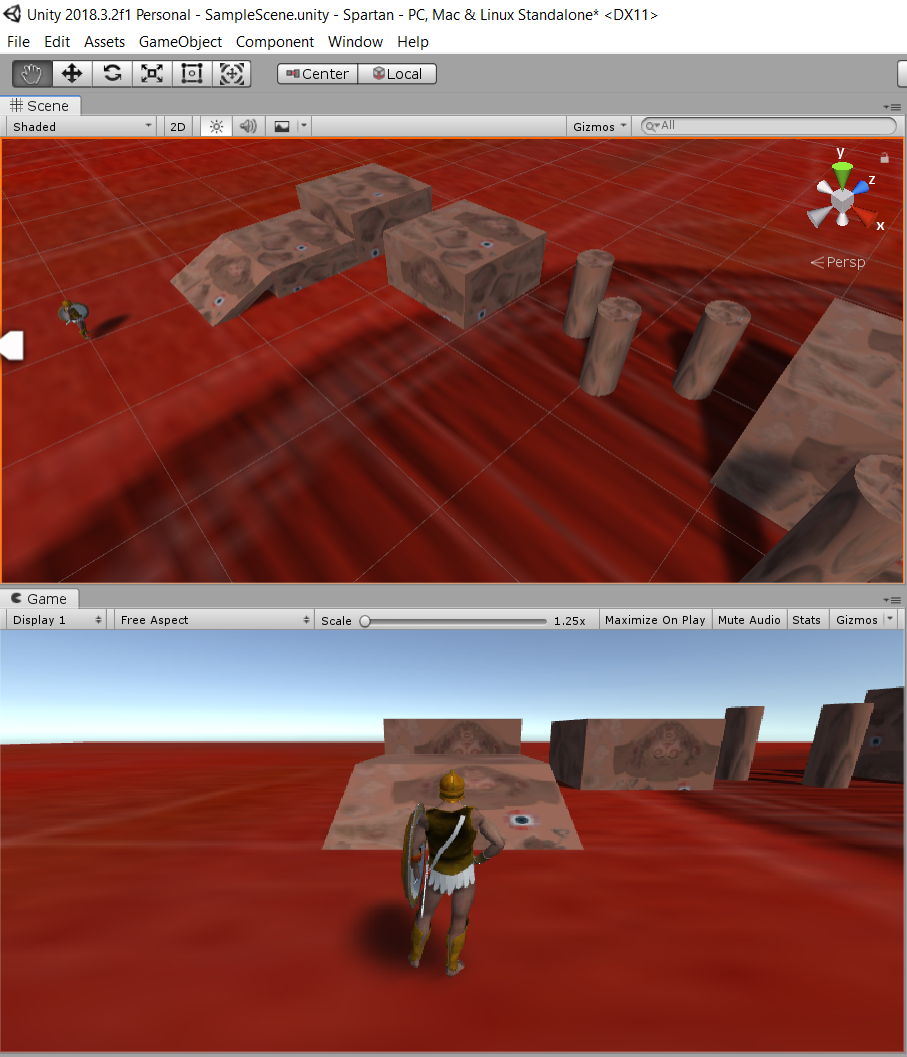 Unity 2018.3.2f1 Personal - SampleScene.unity - Spartan - PC, Mac & Linux Standalone* <DX11>
File Edit Assets GameObject Component Window Help
Center Local
Scene
Shaded 2D Gizmos All
y
z
x
Persp
Game
Display 1 Free Aspect Scale 1.25x Maximize On Play Mute Audio Stats Gizmos